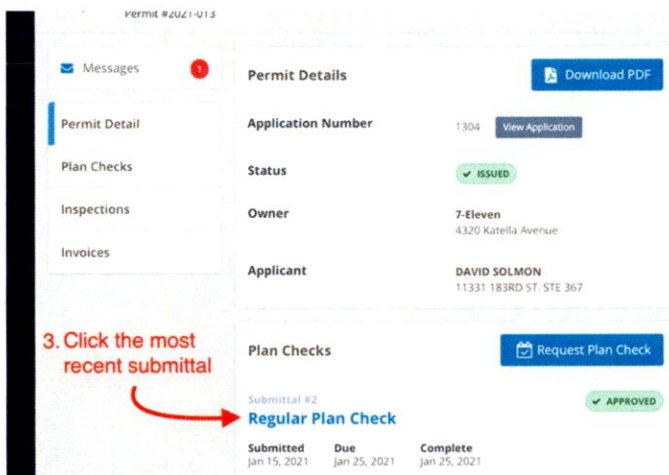 Permit #2021-013
Messages 1
Permit Detail
Plan Checks
Inspections
Invoices
Permit Details
Download PDF
Application Number
1304 View Application
Status
ISSUED
Owner
7-Eleven
4320 Katella Avenue
Applicant
DAVID SOLMON
11331 183RD ST. STE 367
3. Click the most
recent submittal
Plan Checks
Request Plan Check
Submittal #2
APPROVED
Regular Plan Check
Submitted Due Complete
Jan 15, 2021 Jan 25, 2021 Jan 25, 2021